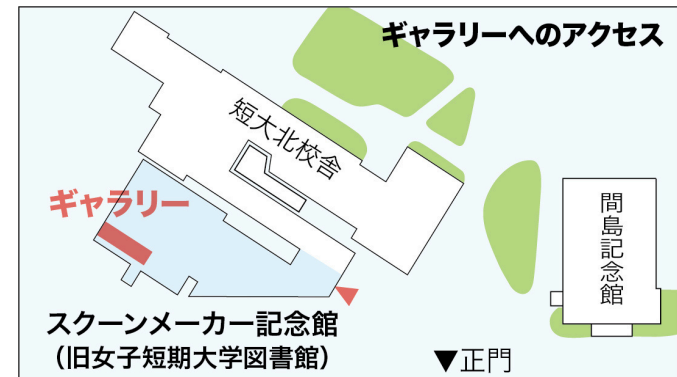 ギャラリーへのアクセス
短大北校舎
ギャラリー
間島記念館
スクーンメーカー記念館
（旧女子短期大学図書館）
▼正門